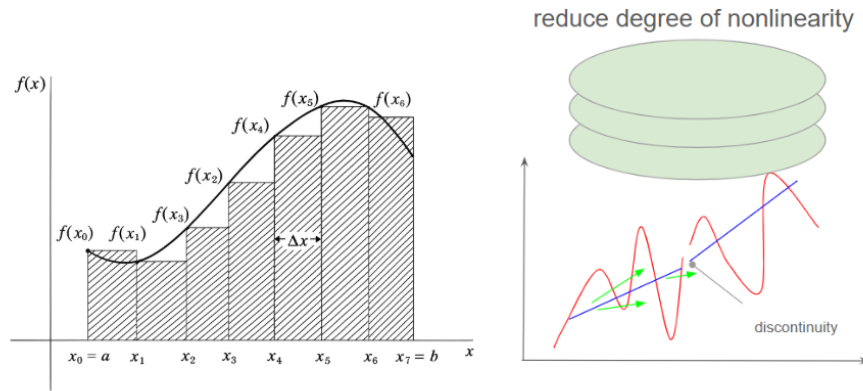 reduce degree of nonlinearity
f(x)
f(x₅)
f(x₆)
f(x₄)
f(x₂)
f(x₃)
f(x₀)
f(x₁)
Δx
x₀ = a
x₁
x₂
x₃
x₄
x₅
x₆
x₇ = b
x
discontinuity